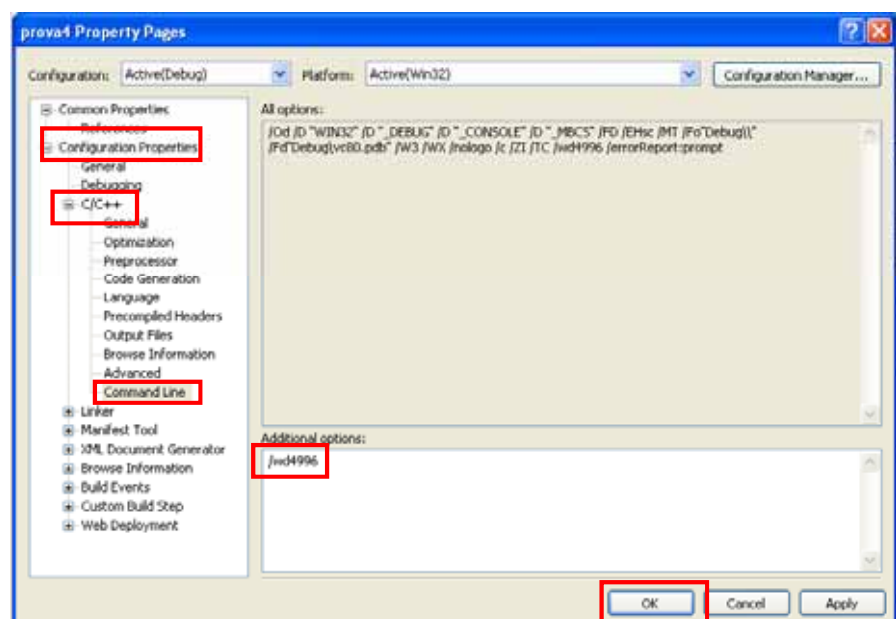 prova4 Property Pages
Configuration: Active(Debug) Platform: Active(Win32) Configuration Manager...
Common Properties
References
Configuration Properties
General
Debugging
C/C++
General
Optimization
Preprocessor
Code Generation
Language
Precompiled Headers
Output Files
Browse Information
Advanced
Command Line
Linker
Manifest Tool
XML Document Generator
Browse Information
Build Events
Custom Build Step
Web Deployment
All options:
/Od /D "WIN32" /D "_DEBUG" /D "_CONSOLE" /D "_MBCS" /FD /EHsc /MT /Fo"Debug\\"
/Fd"Debug\vc80.pdb" /W3 /WX /nologo /c /ZI /TC /wd4996 /errorReport:prompt
Additional options:
/wd4996
OK Cancel Apply